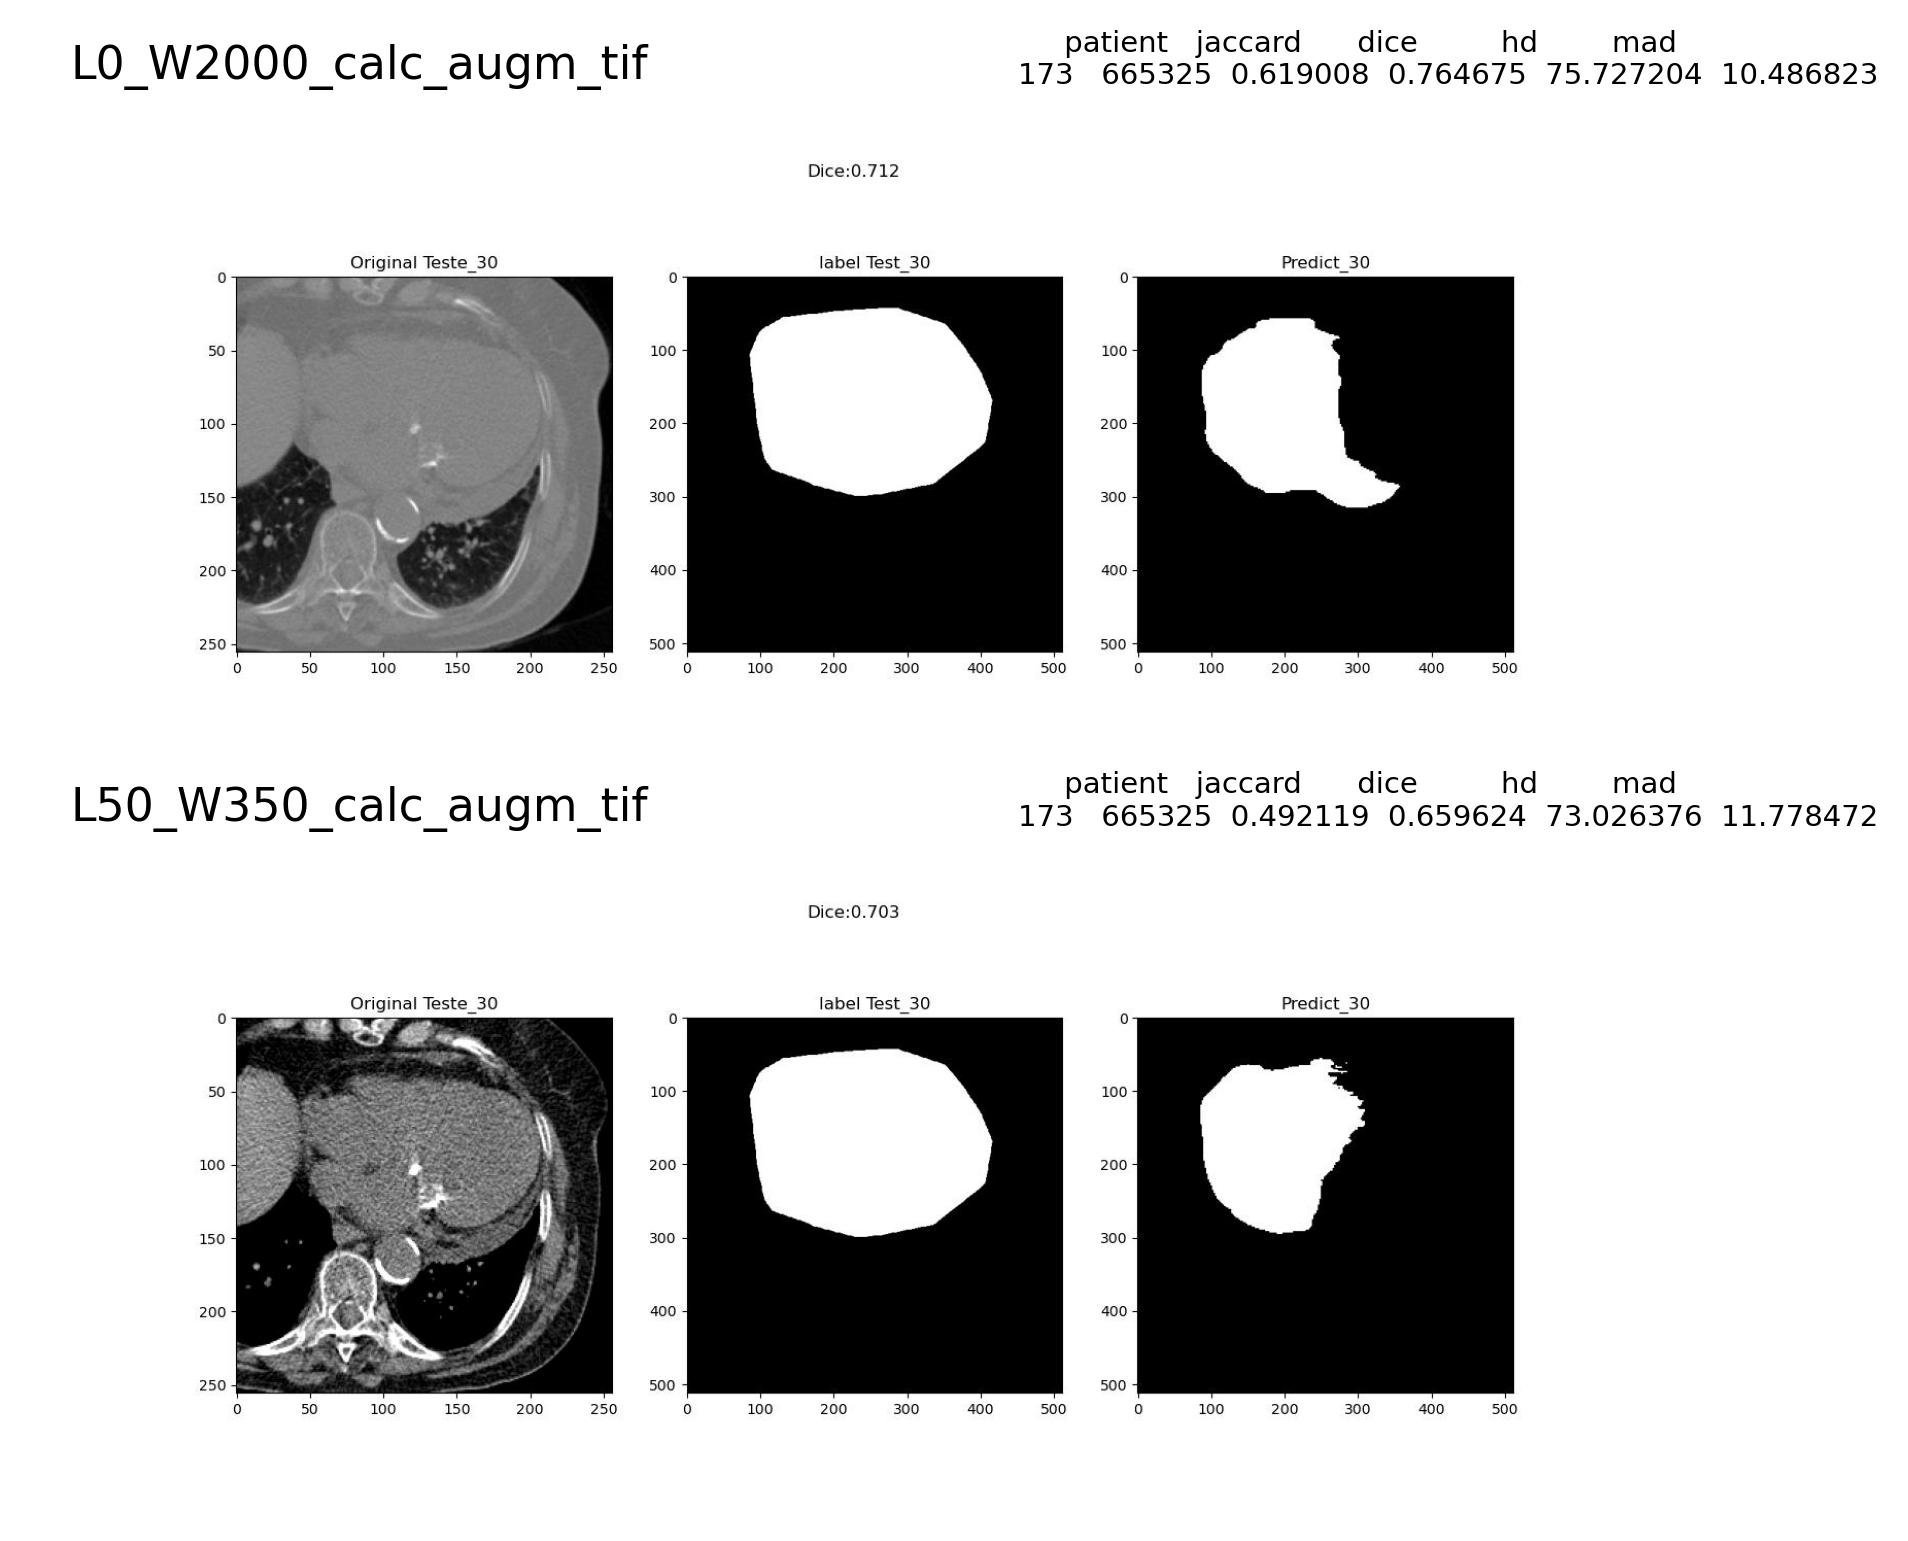 L0_W2000_calc_augm_tif
patient jaccard dice hd mad
173 665325 0.619008 0.764675 75.727204 10.486823
Dice:0.712
Original Teste_30
label Test_30
Predict_30
0
50
100
150
200
250
0 50 100 150 200 250
0
100
200
300
400
500
0 100 200 300 400 500
0
100
200
300
400
500
0 100 200 300 400 500
L50_W350_calc_augm_tif
patient jaccard dice hd mad
173 665325 0.492119 0.659624 73.026376 11.778472
Dice:0.703
Original Teste_30
label Test_30
Predict_30
0
50
100
150
200
250
0 50 100 150 200 250
0
100
200
300
400
500
0 100 200 300 400 500
0
100
200
300
400
500
0 100 200 300 400 500